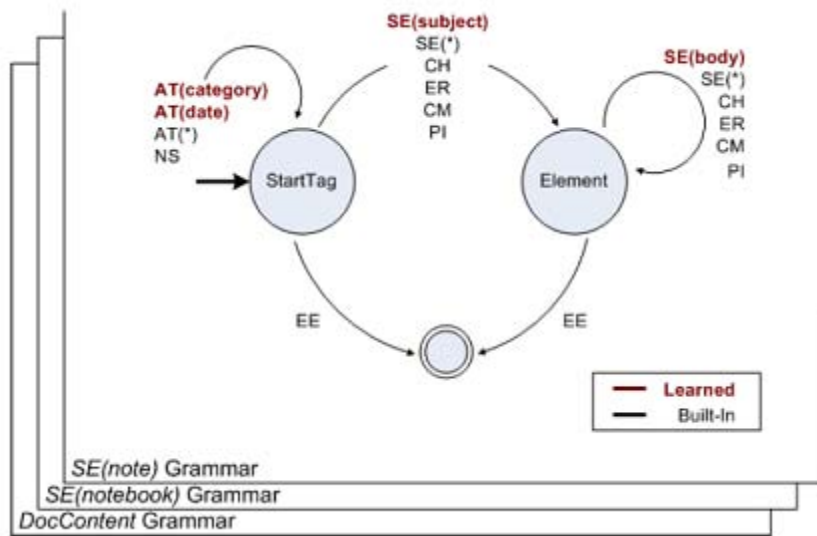 SE(subject)
SE(*)
CH
ER
CM
PI
SE(body)
SE(*)
CH
ER
CM
PI
AT(category)
AT(date)
AT(*)
NS
StartTag
Element
EE
EE
Learned
Built-In
SE(note) Grammar
SE(notebook) Grammar
DocContent Grammar